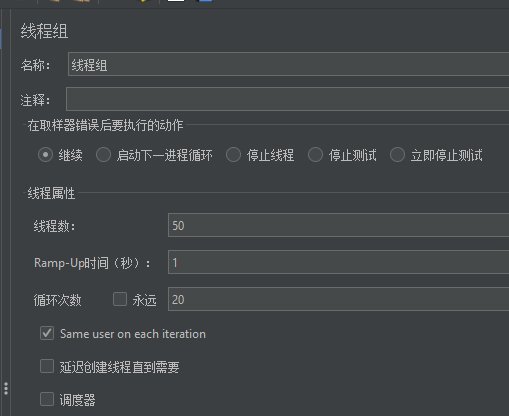 线程组
名称： 线程组
注释：
在取样器错误后要执行的动作
继续 启动下一进程循环 停止线程 停止测试 立即停止测试
线程属性
线程数： 50
Ramp-Up时间（秒）： 1
循环次数 永远 20
Same user on each iteration
延迟创建线程直到需要
调度器